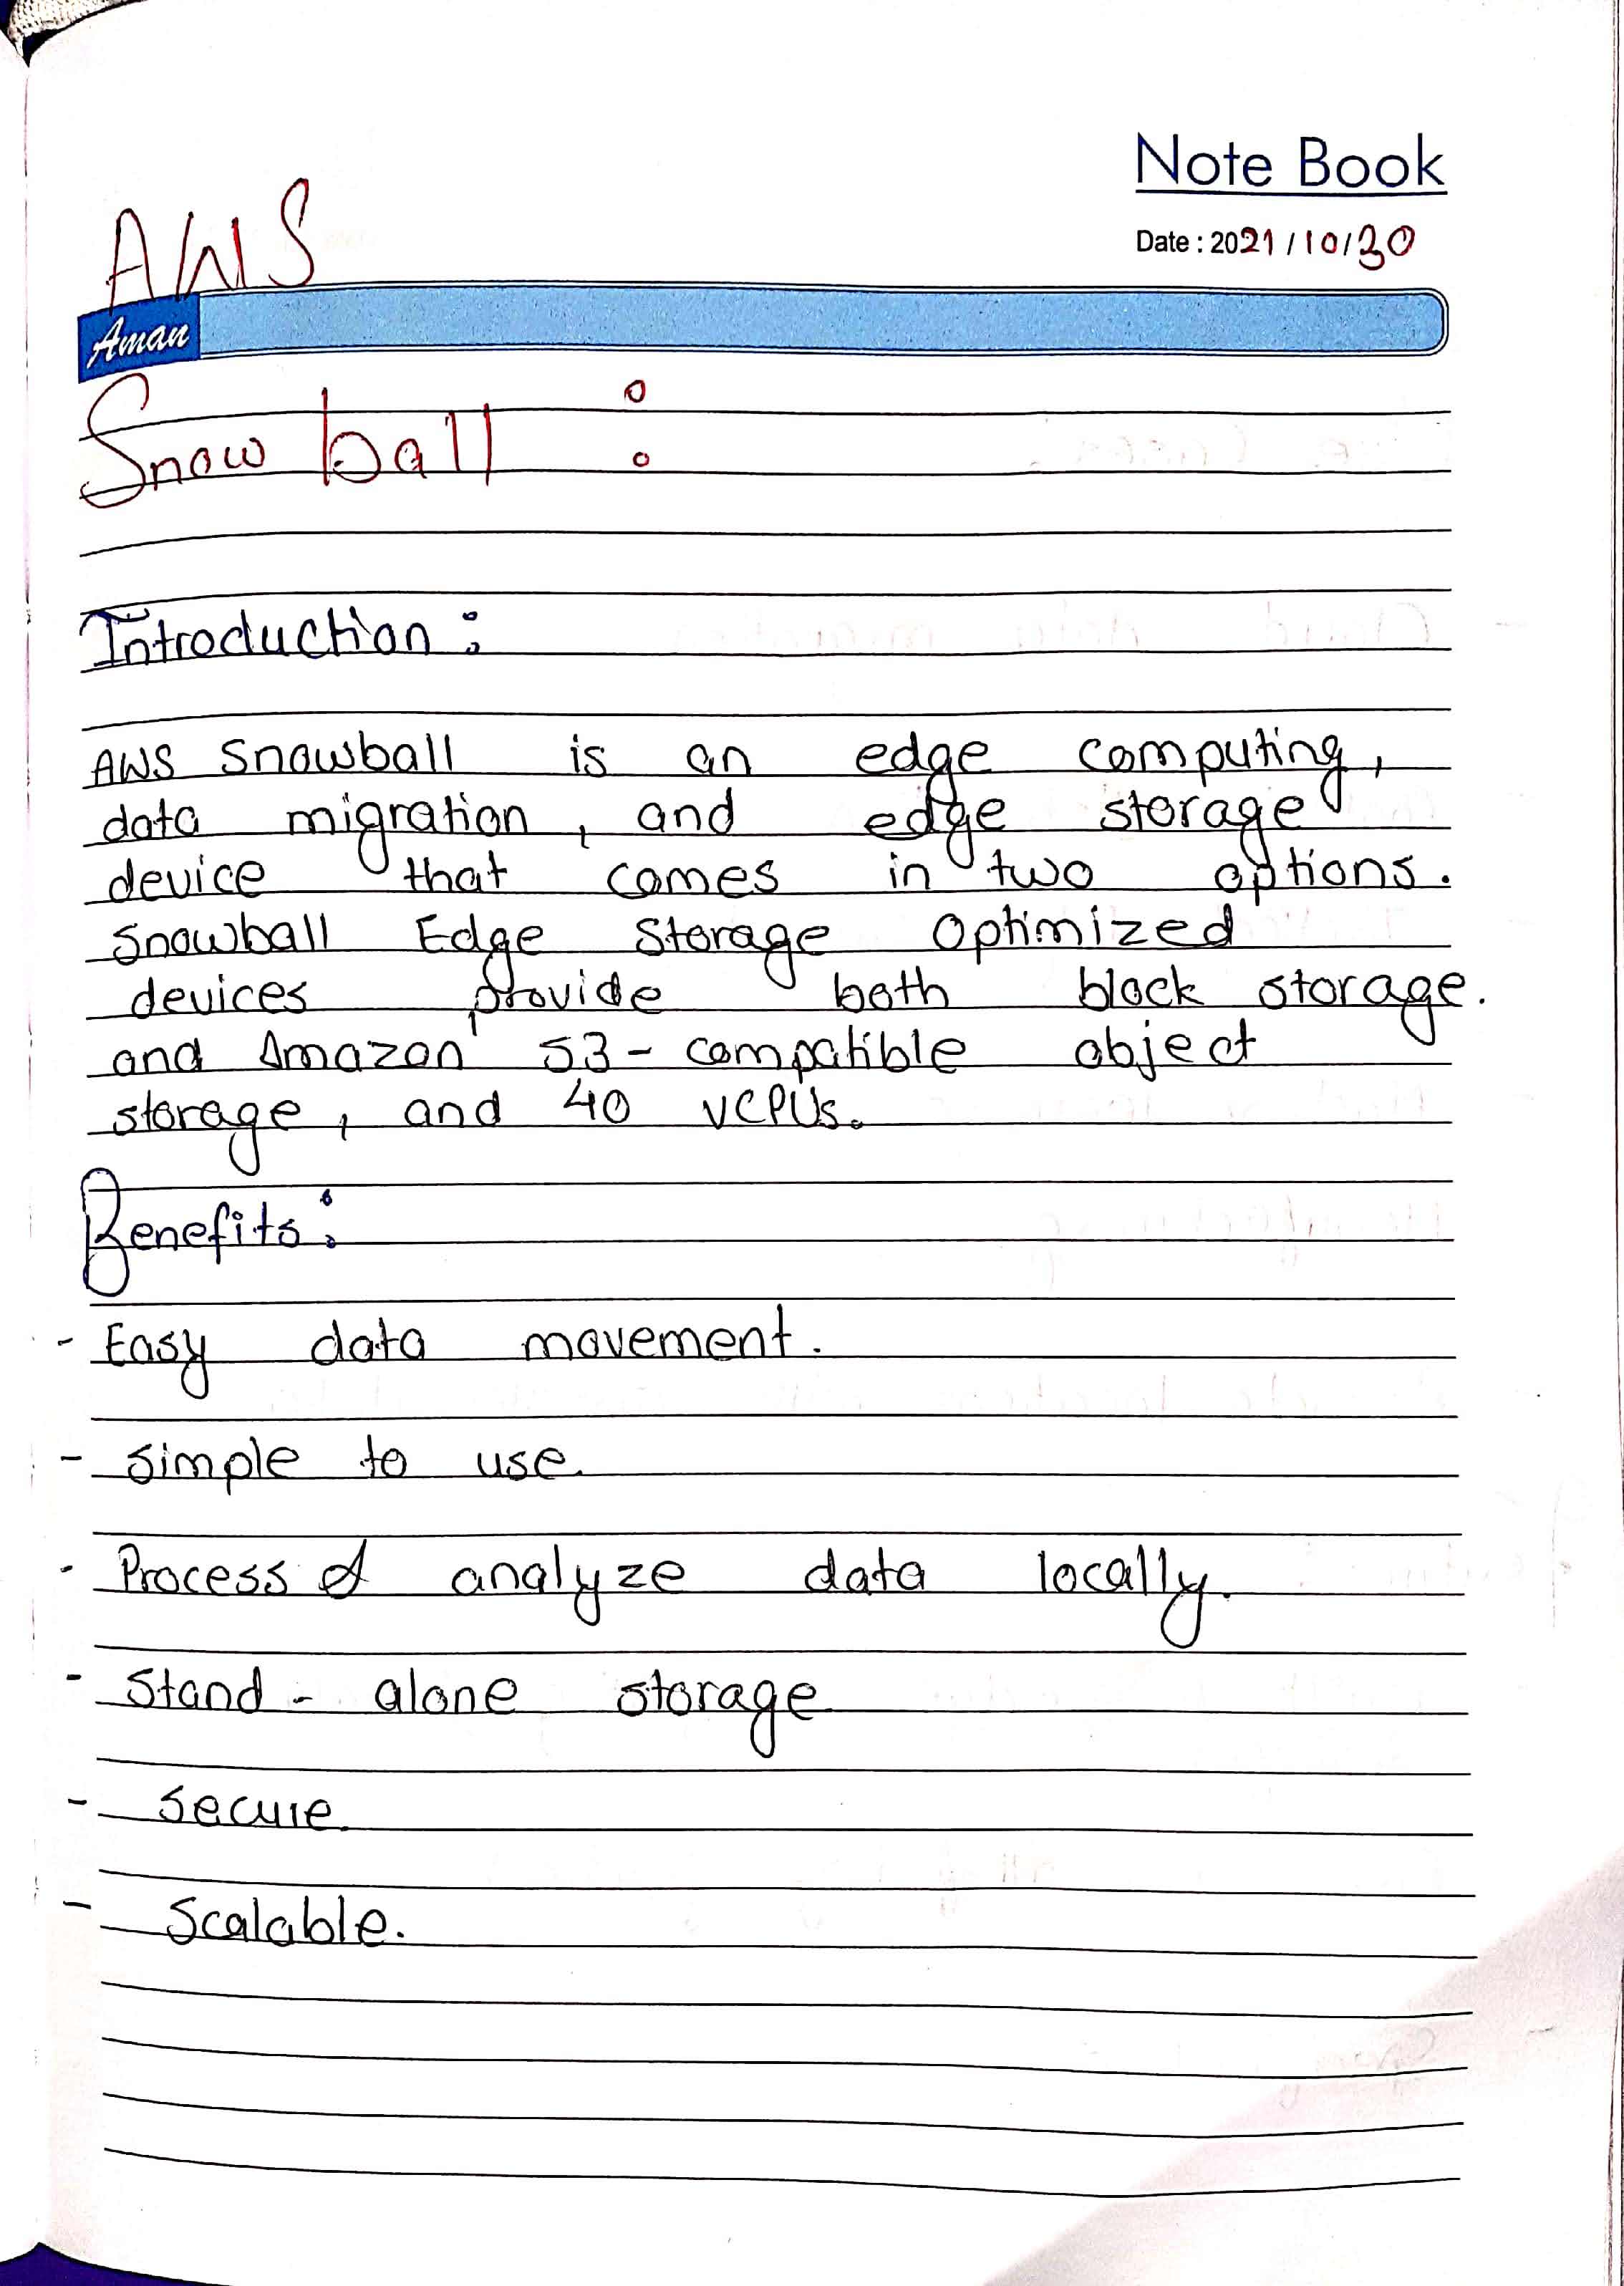 Note Book
Date : 2021/10/30
AWS
Aman
Snow ball :
Introduction :
AWS Snowball is an edge computing,
data migration, and edge storage
device that comes in two options.
Snowball Edge Storage Optimized
devices provide both block storage.
and Amazon S3-compatible object
storage, and 40 vCPUs.
Benefits :
- Easy data movement.
- Simple to use.
- Process & analyze data locally.
- Stand-alone storage
- Secure.
- Scalable.